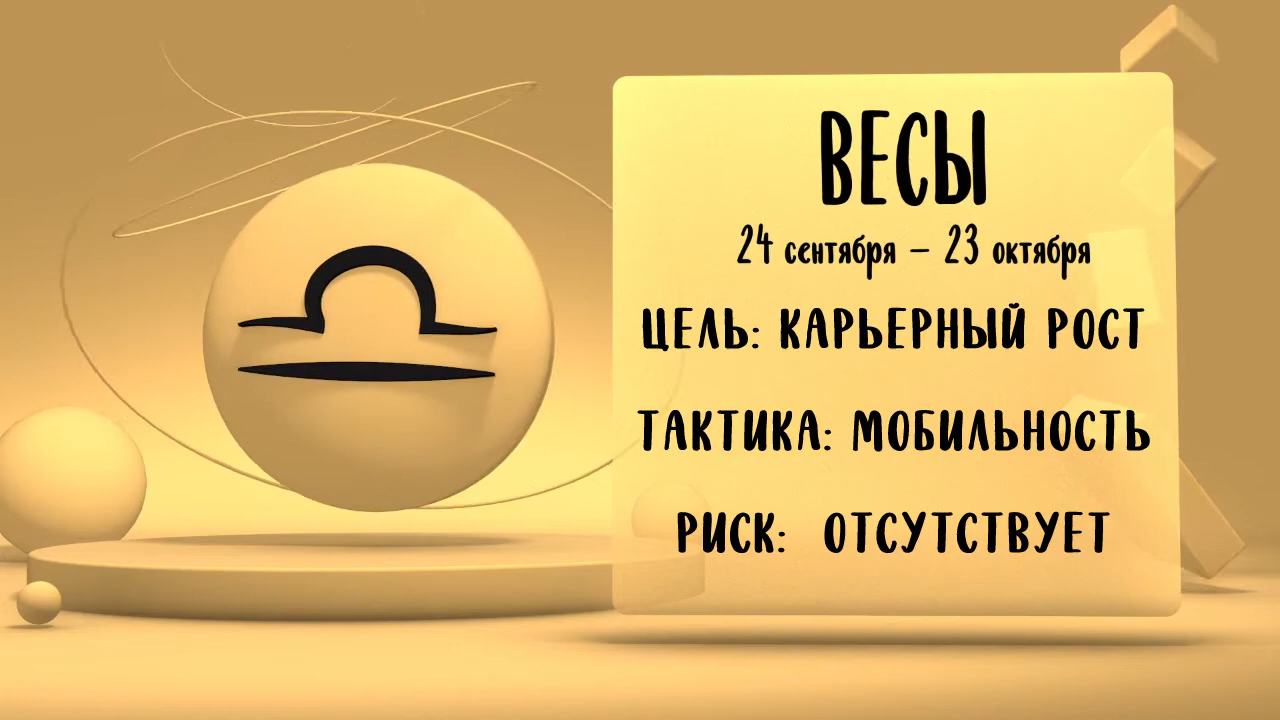 ВЕСЫ
24 сентября – 23 октября
ЦЕЛЬ: КАРЬЕРНЫЙ РОСТ
ТАКТИКА: МОБИЛЬНОСТЬ
РИСК: ОТСУТСТВУЕТ